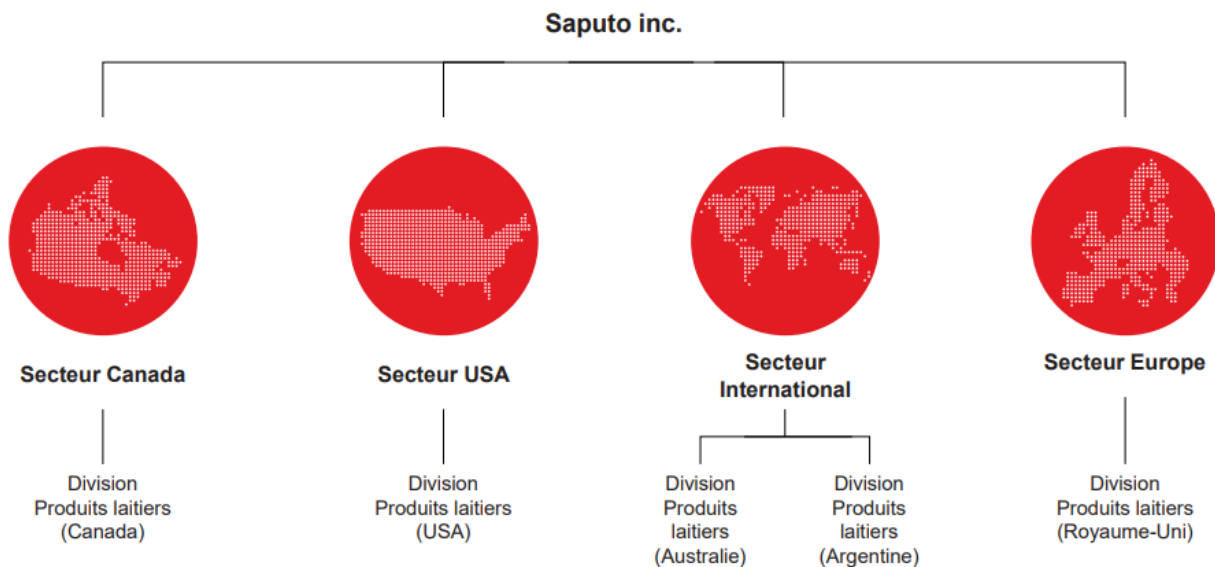 Saputo inc.
Secteur Canada
Secteur USA
Secteur
International
Secteur Europe
Division
Produits laitiers
(Canada)
Division
Produits laitiers
(USA)
Division
Produits
laitiers
(Australie)
Division
Produits
laitiers
(Argentine)
Division
Produits laitiers
(Royaume-Uni)